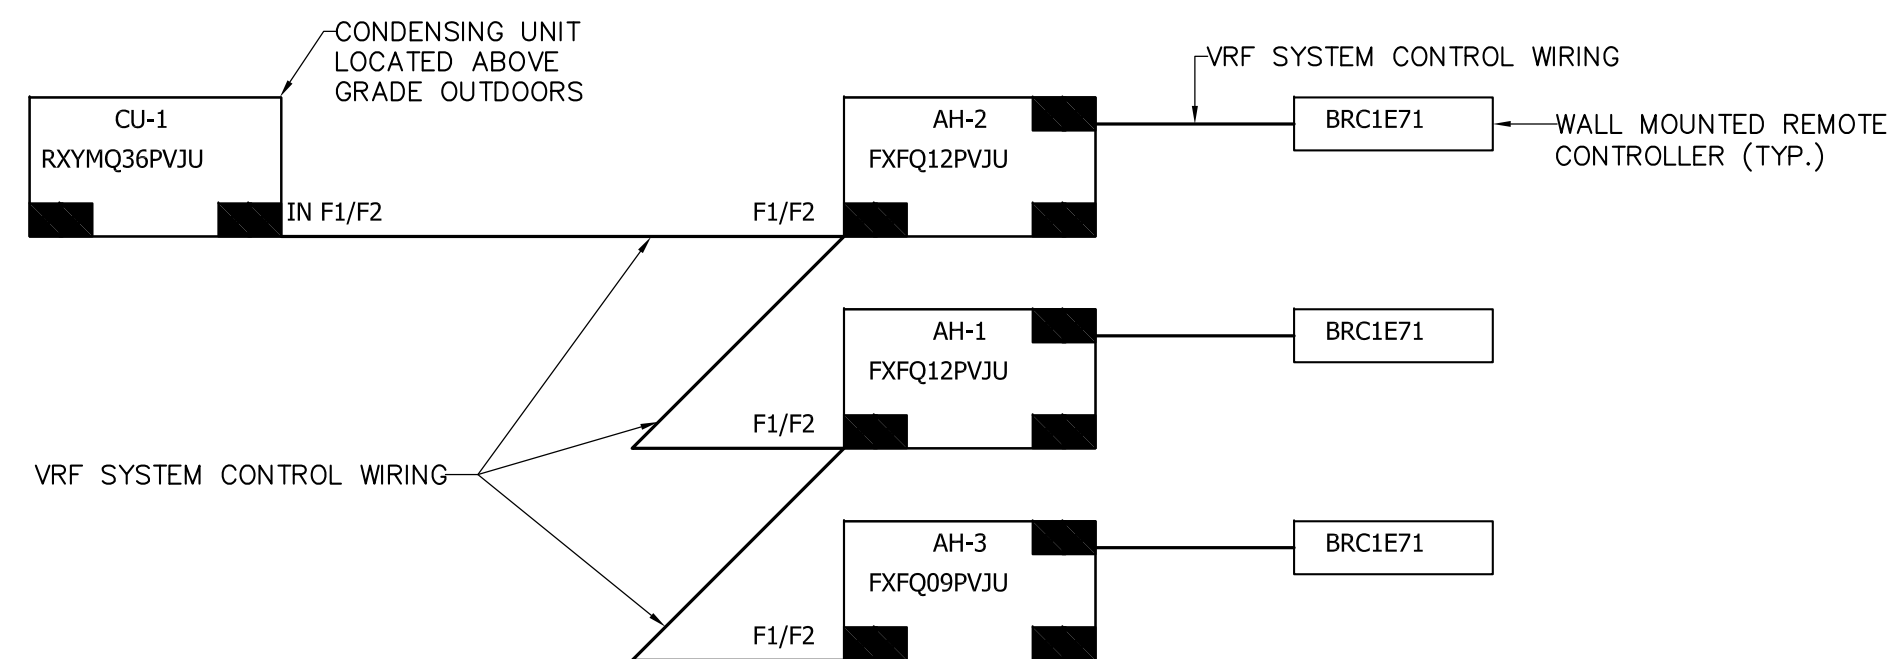 CONDENSING UNIT
LOCATED ABOVE
GRADE OUTDOORS
CU-1
RXYMQ36PVJU
IN F1/F2
F1/F2
AH-2
FXFQ12PVJU
VRF SYSTEM CONTROL WIRING
BRC1E71
WALL MOUNTED REMOTE
CONTROLLER (TYP.)
AH-1
FXFQ12PVJU
F1/F2
BRC1E71
VRF SYSTEM CONTROL WIRING
AH-3
FXFQ09PVJU
F1/F2
BRC1E71